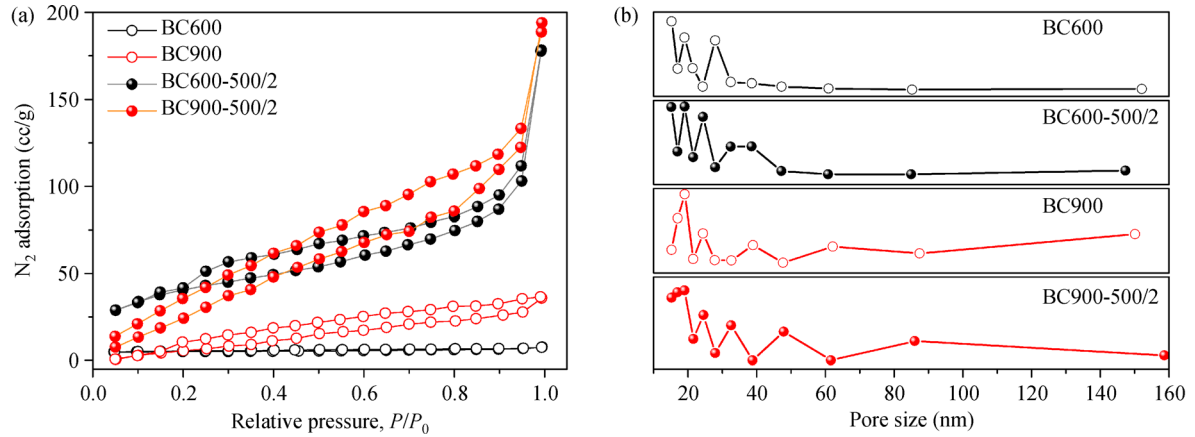 (a)
200
150
100
50
0
N₂ adsorption (cc/g)
BC600
BC900
BC600-500/2
BC900-500/2
0.0 0.2 0.4 0.6 0.8 1.0
Relative pressure, P/P₀
(b)
BC600
BC600-500/2
BC900
BC900-500/2
20 40 60 80 100 120 140 160
Pore size (nm)